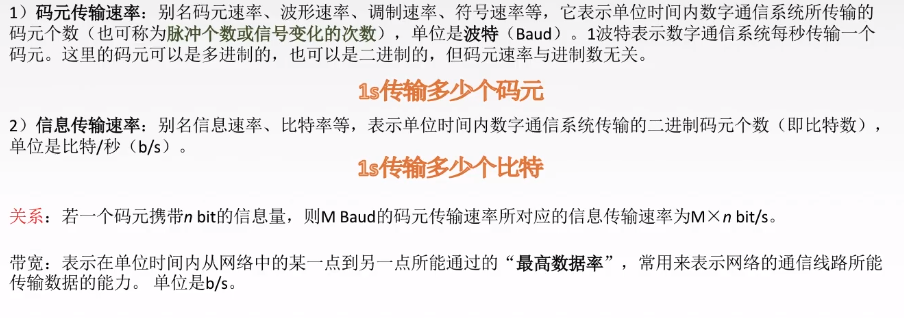 1）码元传输速率：别名码元速率、波形速率、调制速率、符号速率等，它表示单位时间内数字通信系统所传输的
码元个数（也可称为脉冲个数或信号变化的次数），单位是波特（Baud）。1波特表示数字通信系统每秒传输一个
码元。这里的码元可以是多进制的，也可以是二进制的，但码元速率与进制数无关。
1s传输多少个码元
2）信息传输速率：别名信息速率、比特率等，表示单位时间内数字通信系统传输的二进制码元个数（即比特数），
单位是比特/秒（b/s）。
1s传输多少个比特
关系：若一个码元携带n bit的信息量，则M Baud的码元传输速率所对应的信息传输速率为M×n bit/s。
带宽：表示在单位时间内从网络中的某一点到另一点所能通过的“最高数据率”，常用来表示网络的通信线路所能
传输数据的能力。 单位是b/s。